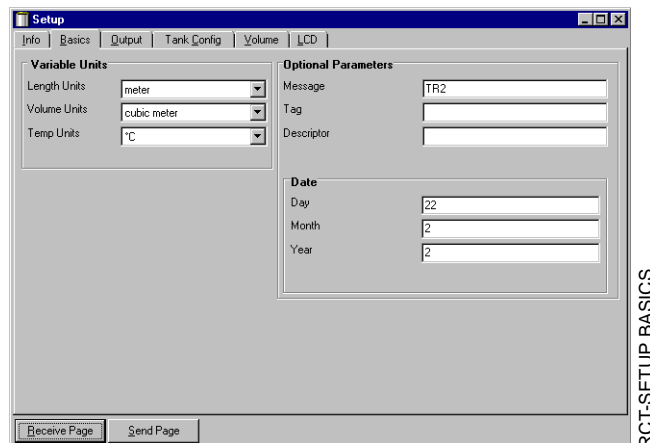 Setup
Info Basics Output Tank Config Volume LCD
Variable Units
Length Units meter
Volume Units cubic meter
Temp Units °C
Optional Parameters
Message TR2
Tag
Descriptor
Date
Day 22
Month 2
Year 2
Receive Page Send Page
RCT-SETUP BASICS